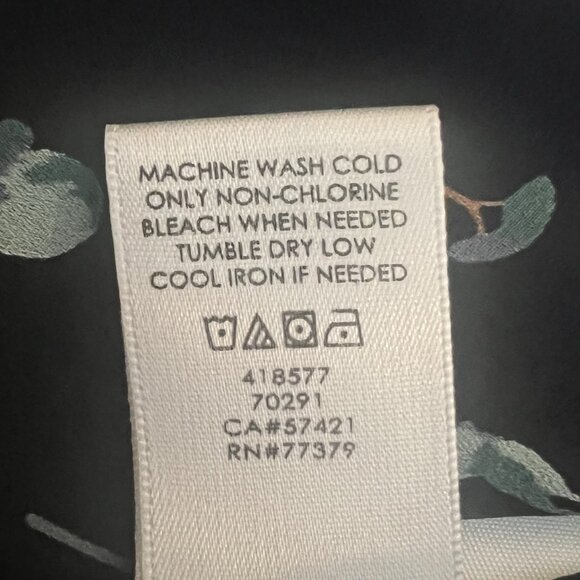 MACHINE WASH COLD
ONLY NON-CHLORINE
BLEACH WHEN NEEDED
TUMBLE DRY LOW
COOL IRON IF NEEDED
418577
70291
CA#57421
RN#77379